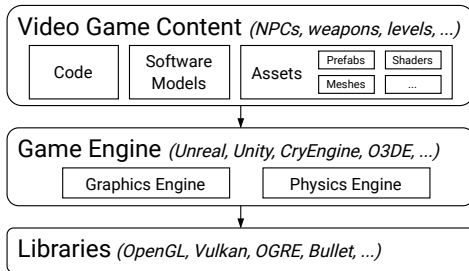 Video Game Content (NPCs, weapons, levels, ...)
Code
Software
Models
Assets
Prefabs
Shaders
Meshes
...
Game Engine (Unreal, Unity, CryEngine, O3DE, ...)
Graphics Engine
Physics Engine
Libraries (OpenGL, Vulkan, OGRE, Bullet, ...)